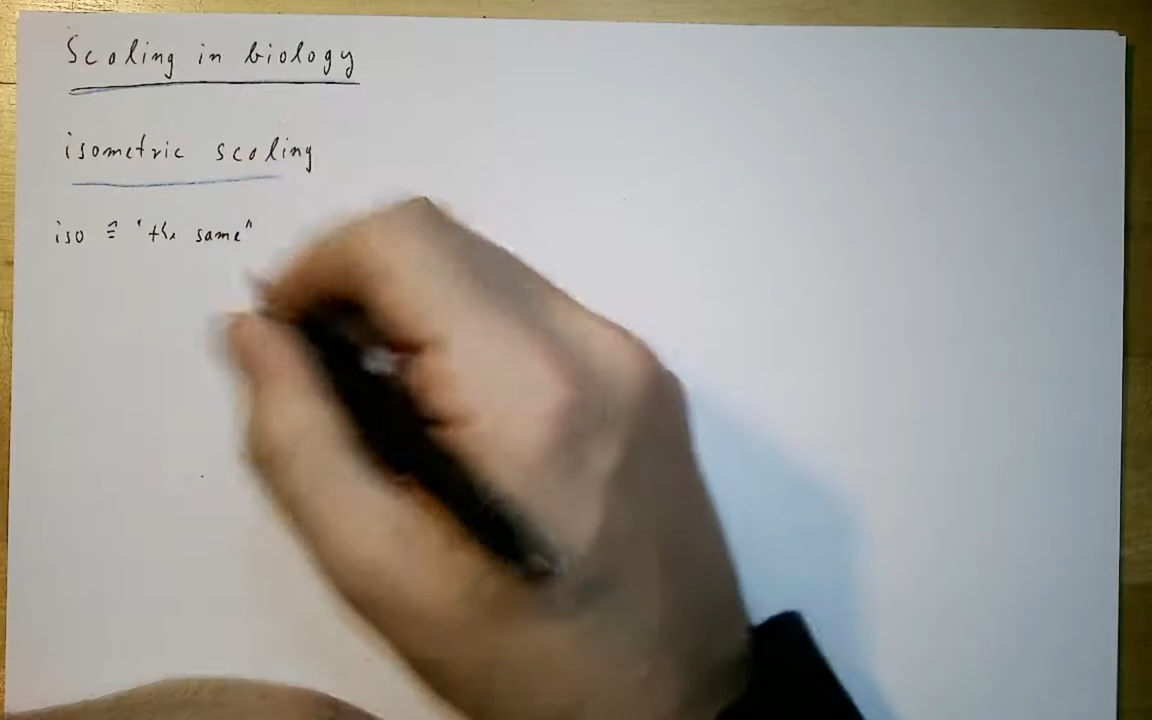 Scaling in biology
isometric scaling
iso ≙ "the same"